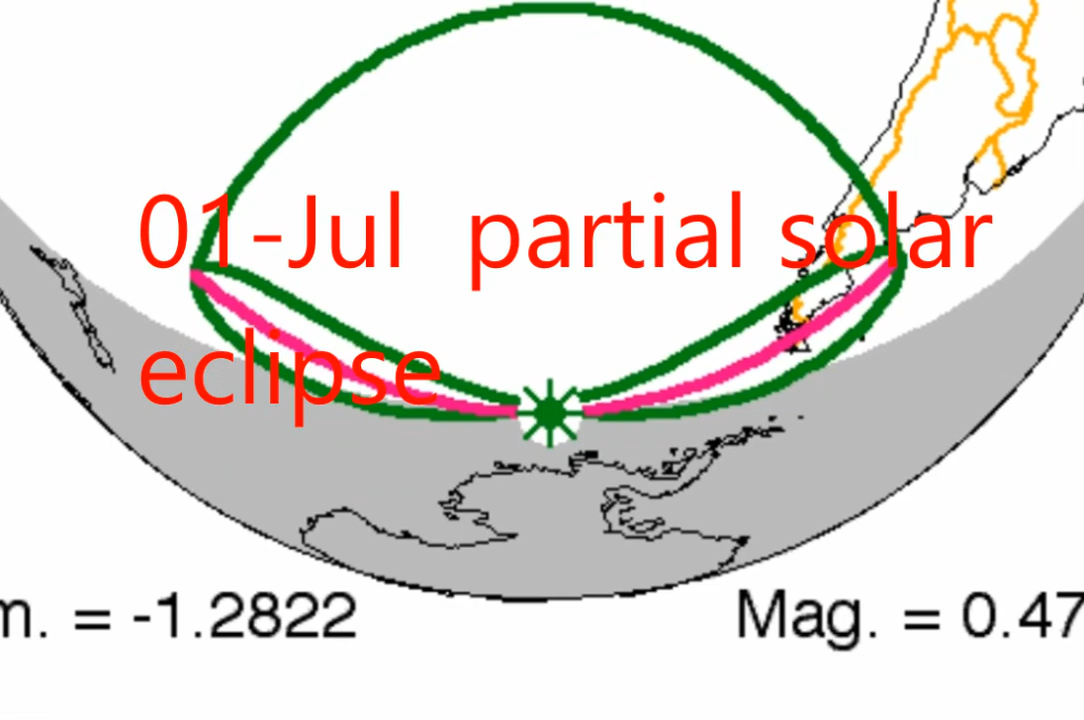 01-Jul  partial solar
eclipse
m. = -1.2822
Mag. = 0.47